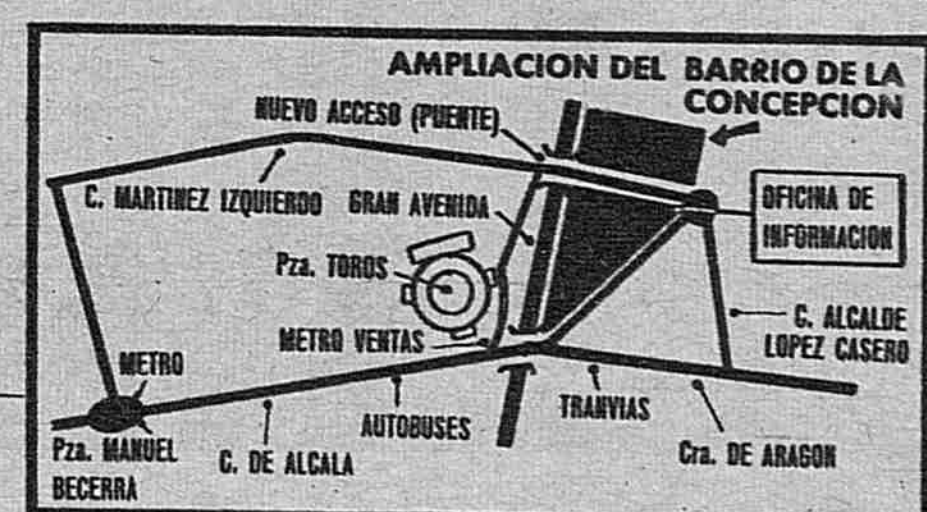 AMPLIACION DEL BARRIO DE LA
CONCEPCION
NUEVO ACCESO (PUENTE)
C. MARTINEZ IZQUIERDO
GRAN AVENIDA
OFICINA DE
INFORMACION
Pza. TOROS
METRO VENTAS
C. ALCALDE
LOPEZ CASERO
METRO
AUTOBUSES
TRANVIAS
Pza. MANUEL
BECERRA
C. DE ALCALA
Cra. DE ARAGON